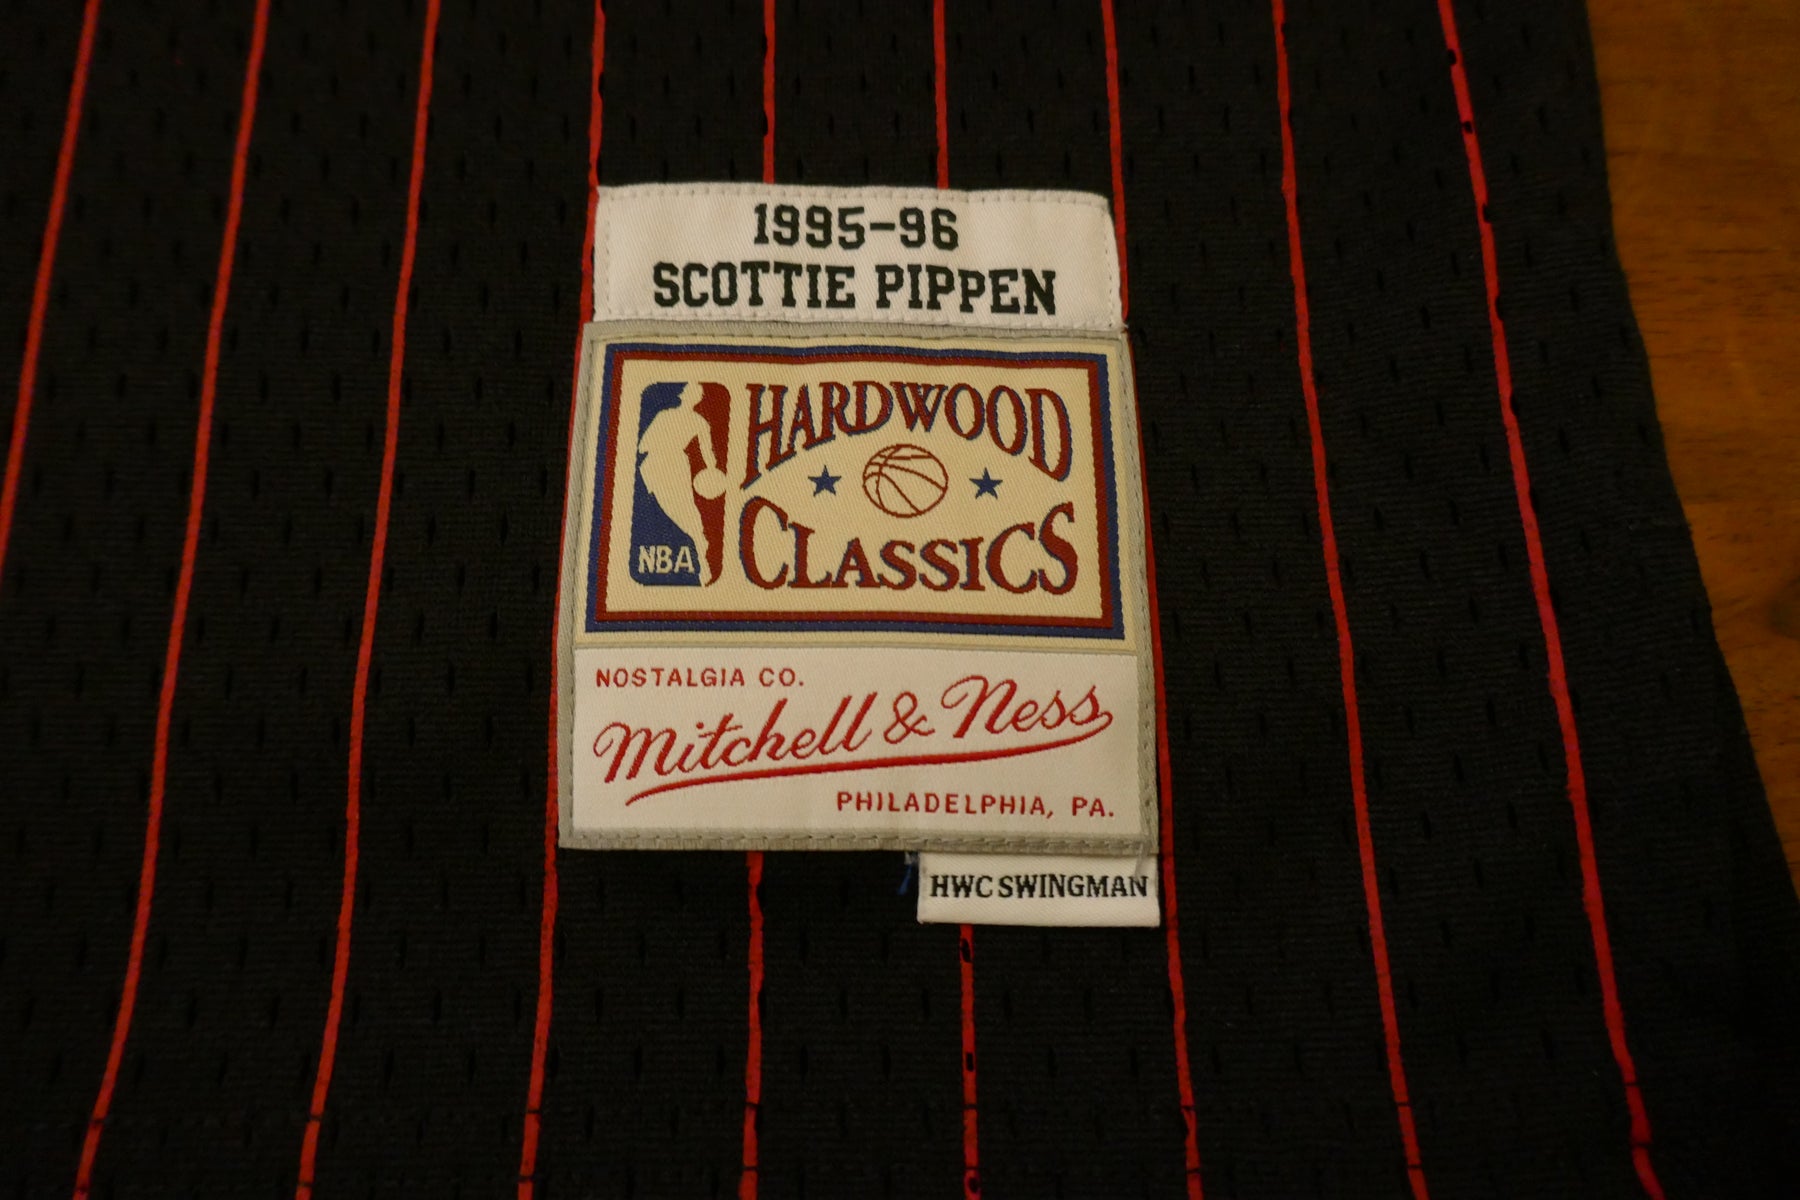 1995-96
SCOTTIE PIPPEN
HARDWOOD
CLASSICS
NBA
NOSTALGIA CO.
Mitchell & Ness
PHILADELPHIA, PA.
HWC SWINGMAN